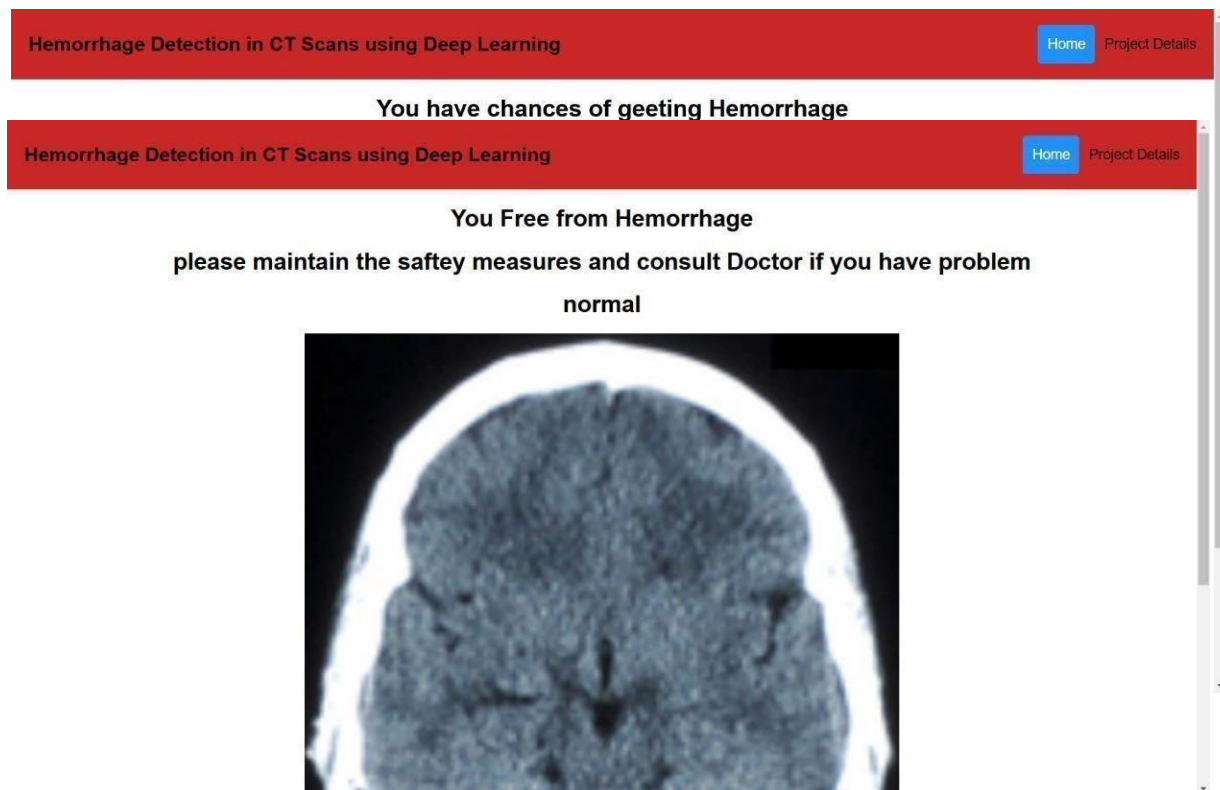 Hemorrhage Detection in CT Scans using Deep Learning Home Project Details
You have chances of geeting Hemorrhage
Hemorrhage Detection in CT Scans using Deep Learning Home Project Details
You Free from Hemorrhage
please maintain the saftey measures and consult Doctor if you have problem
normal